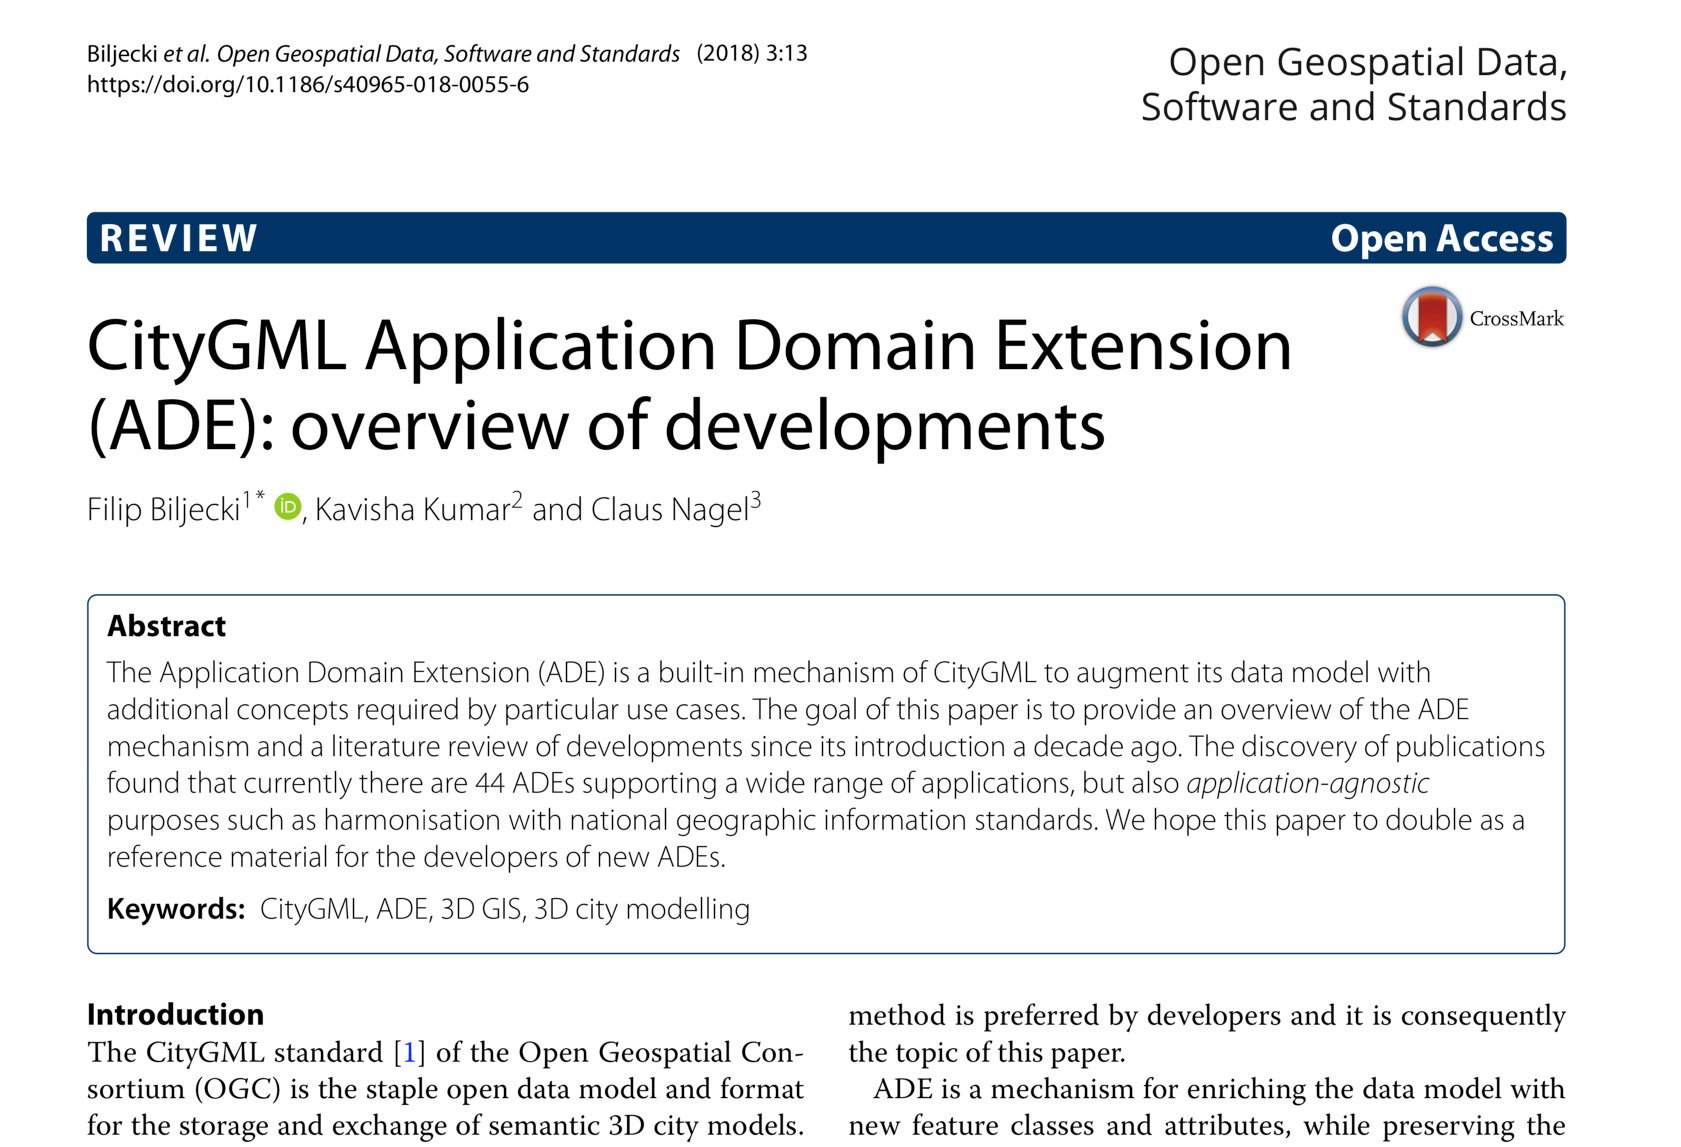 Biljecki et al. Open Geospatial Data, Software and Standards (2018) 3:13
https://doi.org/10.1186/s40965-018-0055-6
Open Geospatial Data,
Software and Standards
REVIEW
Open Access
CrossMark
CityGML Application Domain Extension
(ADE): overview of developments
Filip Biljecki1* iD, Kavisha Kumar2 and Claus Nagel3
Abstract
The Application Domain Extension (ADE) is a built-in mechanism of CityGML to augment its data model with
additional concepts required by particular use cases. The goal of this paper is to provide an overview of the ADE
mechanism and a literature review of developments since its introduction a decade ago. The discovery of publications
found that currently there are 44 ADEs supporting a wide range of applications, but also application-agnostic
purposes such as harmonisation with national geographic information standards. We hope this paper to double as a
reference material for the developers of new ADEs.
Keywords: CityGML, ADE, 3D GIS, 3D city modelling
Introduction
The CityGML standard [1] of the Open Geospatial Con-
sortium (OGC) is the staple open data model and format
for the storage and exchange of semantic 3D city models.
method is preferred by developers and it is consequently
the topic of this paper.
ADE is a mechanism for enriching the data model with
new feature classes and attributes, while preserving the